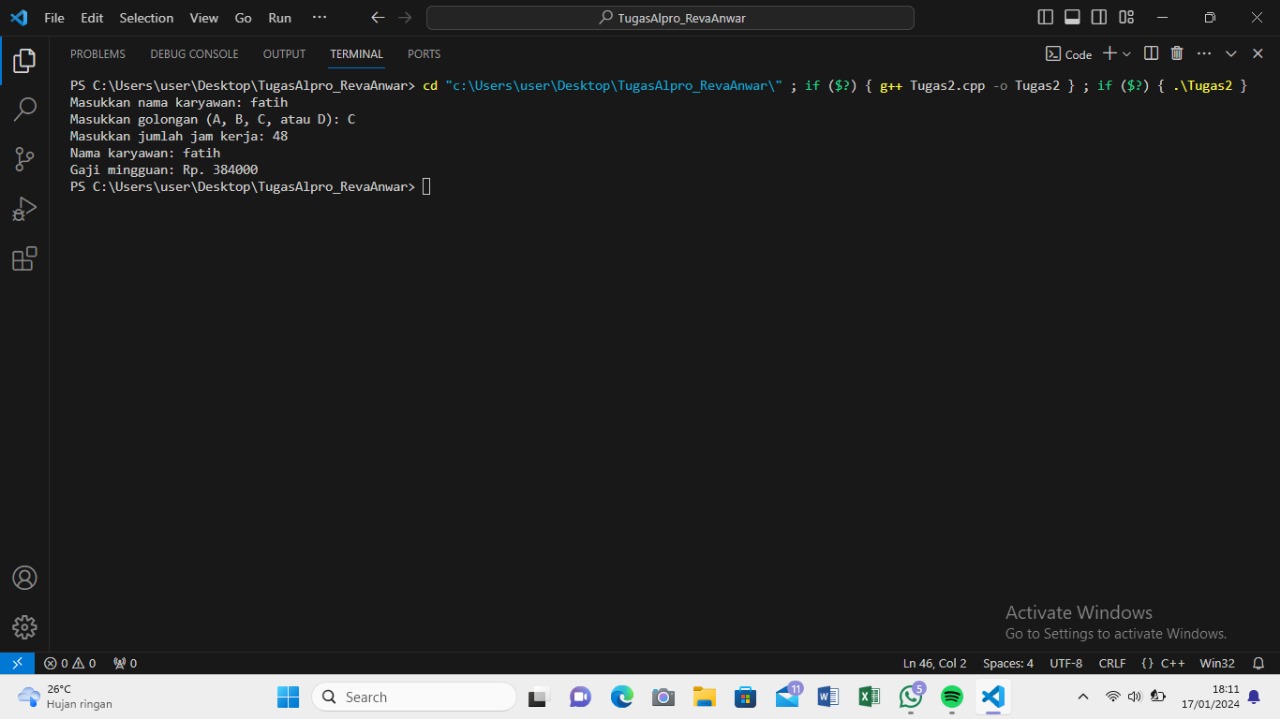 File Edit Selection View Go Run ··· TugasAlpro_RevaAnwar
PROBLEMS DEBUG CONSOLE OUTPUT TERMINAL PORTS Code
PS C:\Users\user\Desktop\TugasAlpro_RevaAnwar> cd "c:\Users\user\Desktop\TugasAlpro_RevaAnwar\" ; if ($?) { g++ Tugas2.cpp -o Tugas2 } ; if ($?) { .\Tugas2 }
Masukkan nama karyawan: fatih
Masukkan golongan (A, B, C, atau D): C
Masukkan jumlah jam kerja: 48
Nama karyawan: fatih
Gaji mingguan: Rp. 384000
PS C:\Users\user\Desktop\TugasAlpro_RevaAnwar>
Activate Windows
Go to Settings to activate Windows.
0 0 0 Ln 46, Col 2 Spaces: 4 UTF-8 CRLF {} C++ Win32
26°C
Hujan ringan
Search
11
5
18:11
17/01/2024